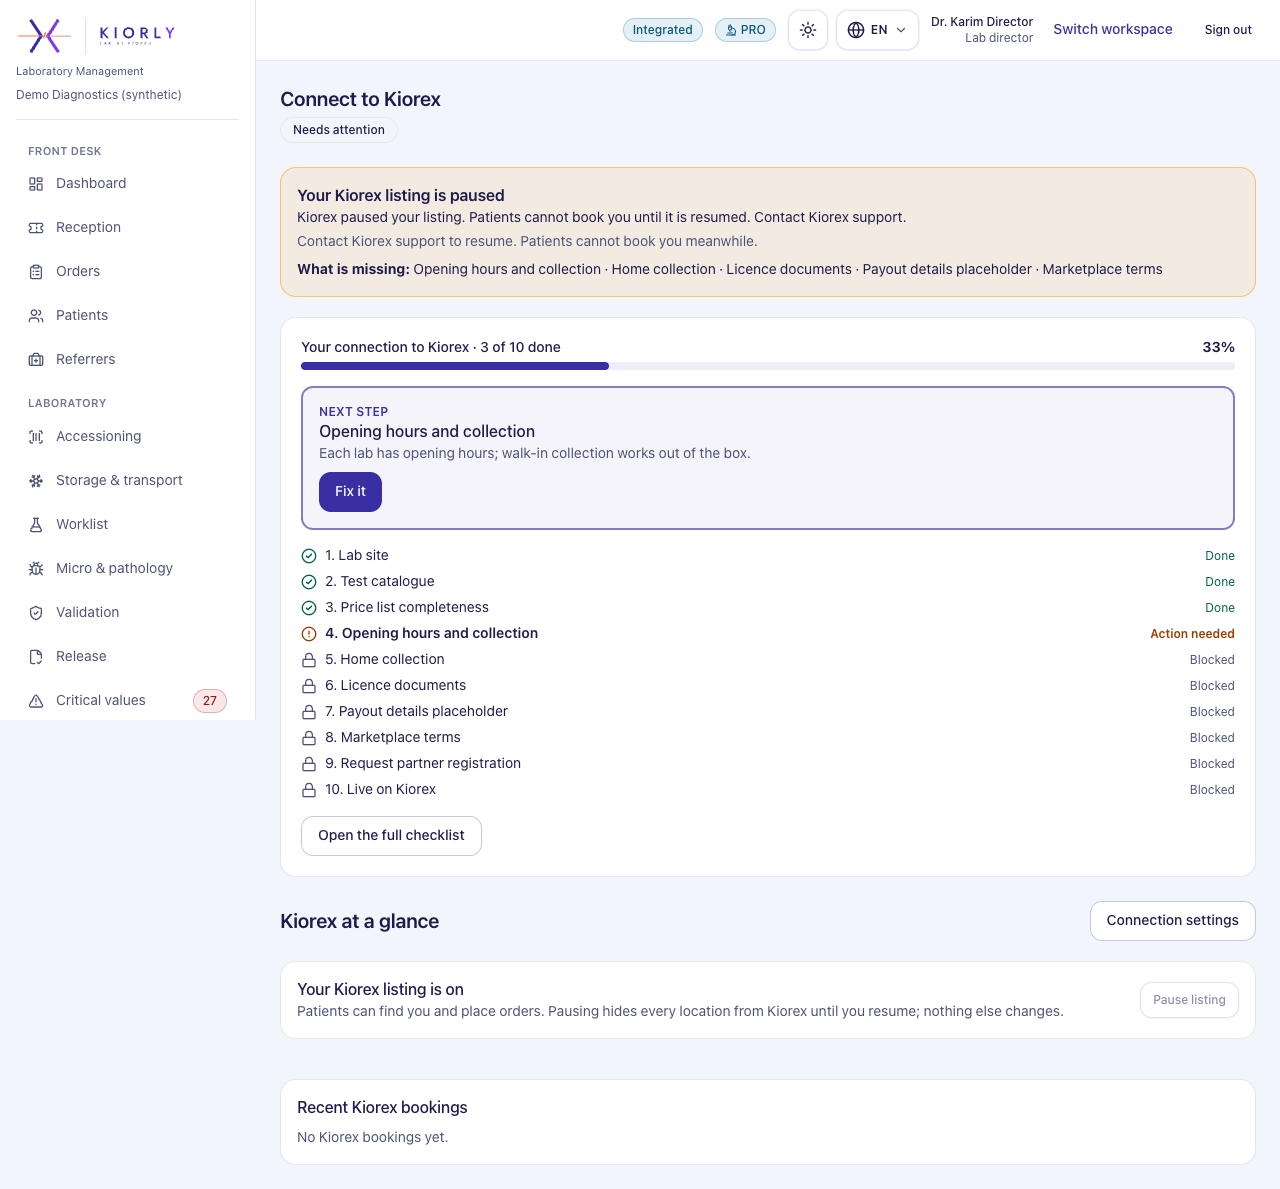 KIORLY
Laboratory Management
Demo Diagnostics (synthetic)
FRONT DESK
Dashboard
Reception
Orders
Patients
Referrers
LABORATORY
Accessioning
Storage & transport
Worklist
Micro & pathology
Validation
Release
Critical values 27
Integrated
PRO
EN
Dr. Karim Director
Lab director
Switch workspace
Sign out
Connect to Kiorex
Needs attention
Your Kiorex listing is paused
Kiorex paused your listing. Patients cannot book you until it is resumed. Contact Kiorex support.
Contact Kiorex support to resume. Patients cannot book you meanwhile.
What is missing: Opening hours and collection · Home collection · Licence documents · Payout details placeholder · Marketplace terms
Your connection to Kiorex · 3 of 10 done 33%
NEXT STEP
Opening hours and collection
Each lab has opening hours; walk-in collection works out of the box.
Fix it
1. Lab site Done
2. Test catalogue Done
3. Price list completeness Done
4. Opening hours and collection Action needed
5. Home collection Blocked
6. Licence documents Blocked
7. Payout details placeholder Blocked
8. Marketplace terms Blocked
9. Request partner registration Blocked
10. Live on Kiorex Blocked
Open the full checklist
Kiorex at a glance
Connection settings
Your Kiorex listing is on
Patients can find you and place orders. Pausing hides every location from Kiorex until you resume; nothing else changes.
Pause listing
Recent Kiorex bookings
No Kiorex bookings yet.